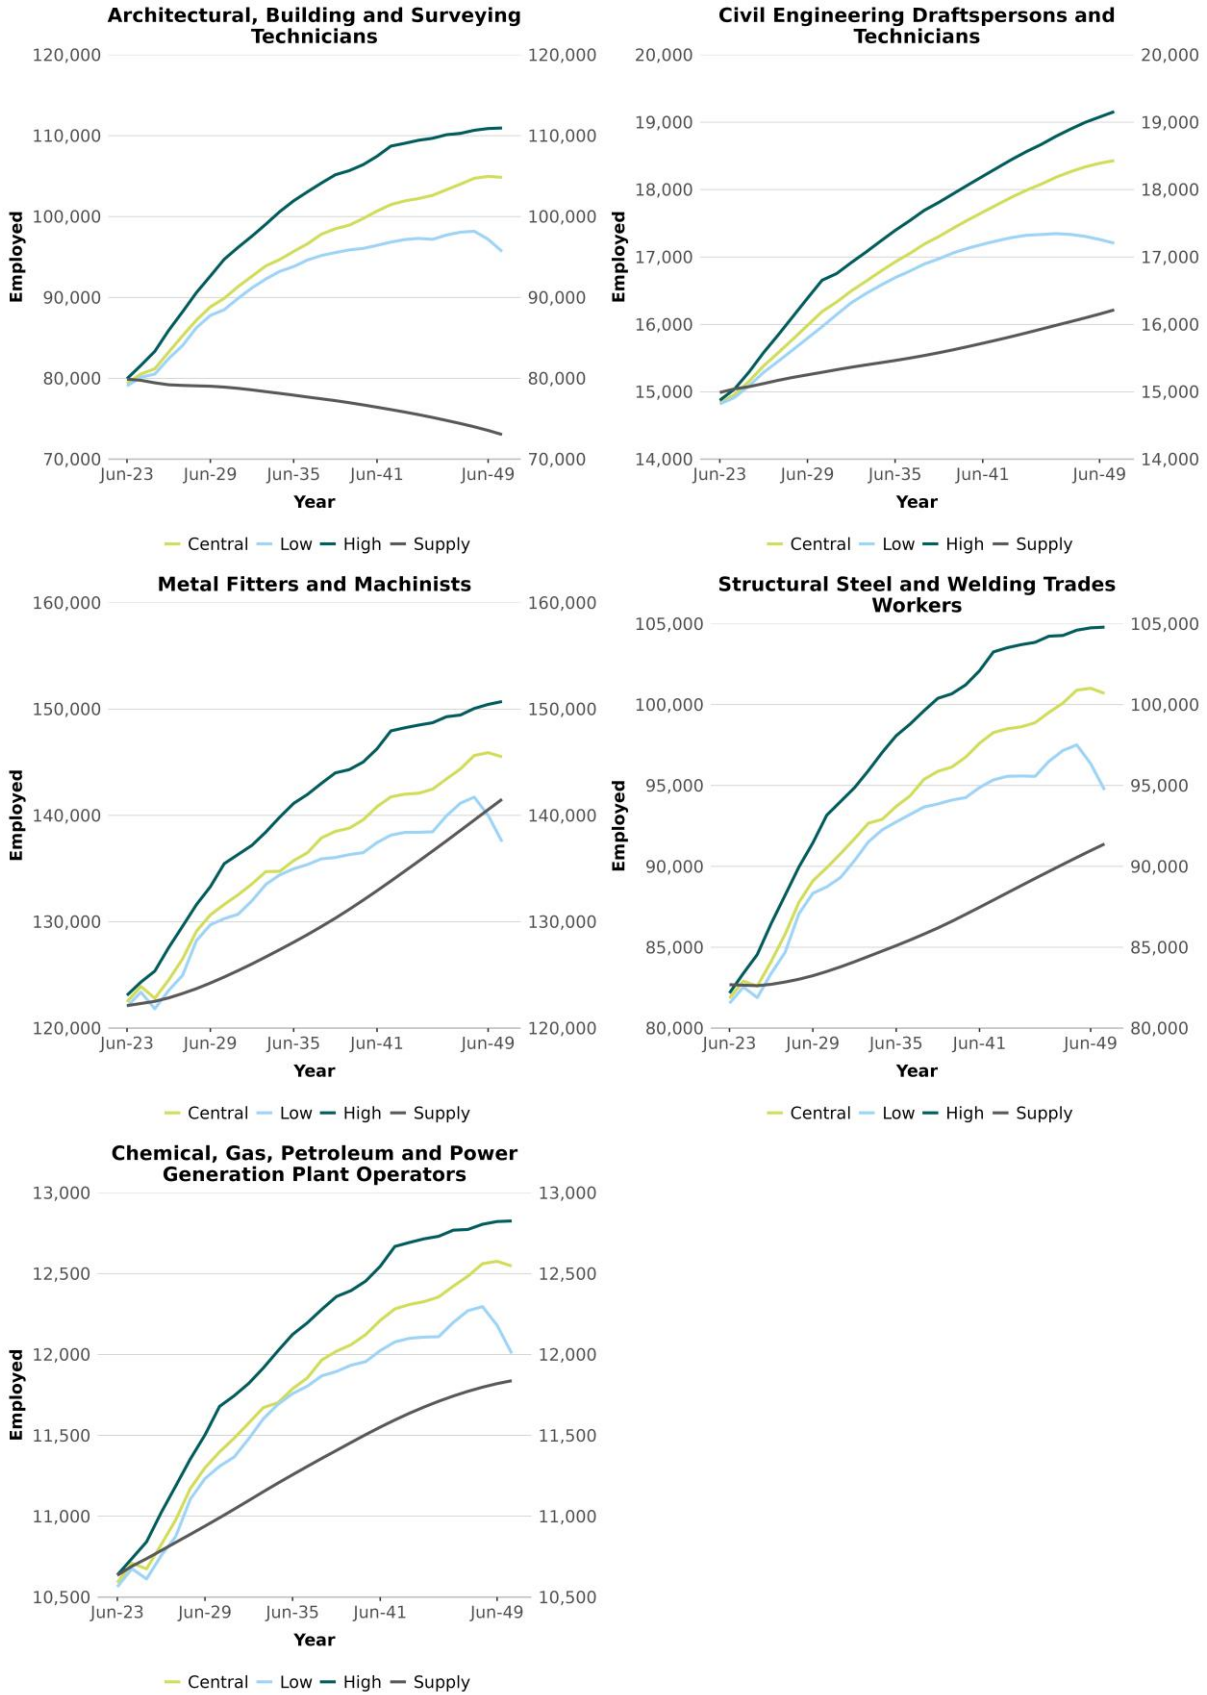 Architectural, Building and Surveying
Technicians
120,000 120,000
110,000 110,000
100,000 100,000
90,000 90,000
80,000 80,000
70,000 70,000
Employed
Jun-23 Jun-29 Jun-35 Jun-41 Jun-49
Year
Central Low High Supply
Civil Engineering Draftspersons and
Technicians
20,000 20,000
19,000 19,000
18,000 18,000
17,000 17,000
16,000 16,000
15,000 15,000
14,000 14,000
Employed
Jun-23 Jun-29 Jun-35 Jun-41 Jun-49
Year
Central Low High Supply
Metal Fitters and Machinists
160,000 160,000
150,000 150,000
140,000 140,000
130,000 130,000
120,000 120,000
Employed
Jun-23 Jun-29 Jun-35 Jun-41 Jun-49
Year
Central Low High Supply
Structural Steel and Welding Trades
Workers
105,000 105,000
100,000 100,000
95,000 95,000
90,000 90,000
85,000 85,000
80,000 80,000
Employed
Jun-23 Jun-29 Jun-35 Jun-41 Jun-49
Year
Central Low High Supply
Chemical, Gas, Petroleum and Power
Generation Plant Operators
13,000 13,000
12,500 12,500
12,000 12,000
11,500 11,500
11,000 11,000
10,500 10,500
Employed
Jun-23 Jun-29 Jun-35 Jun-41 Jun-49
Year
Central Low High Supply